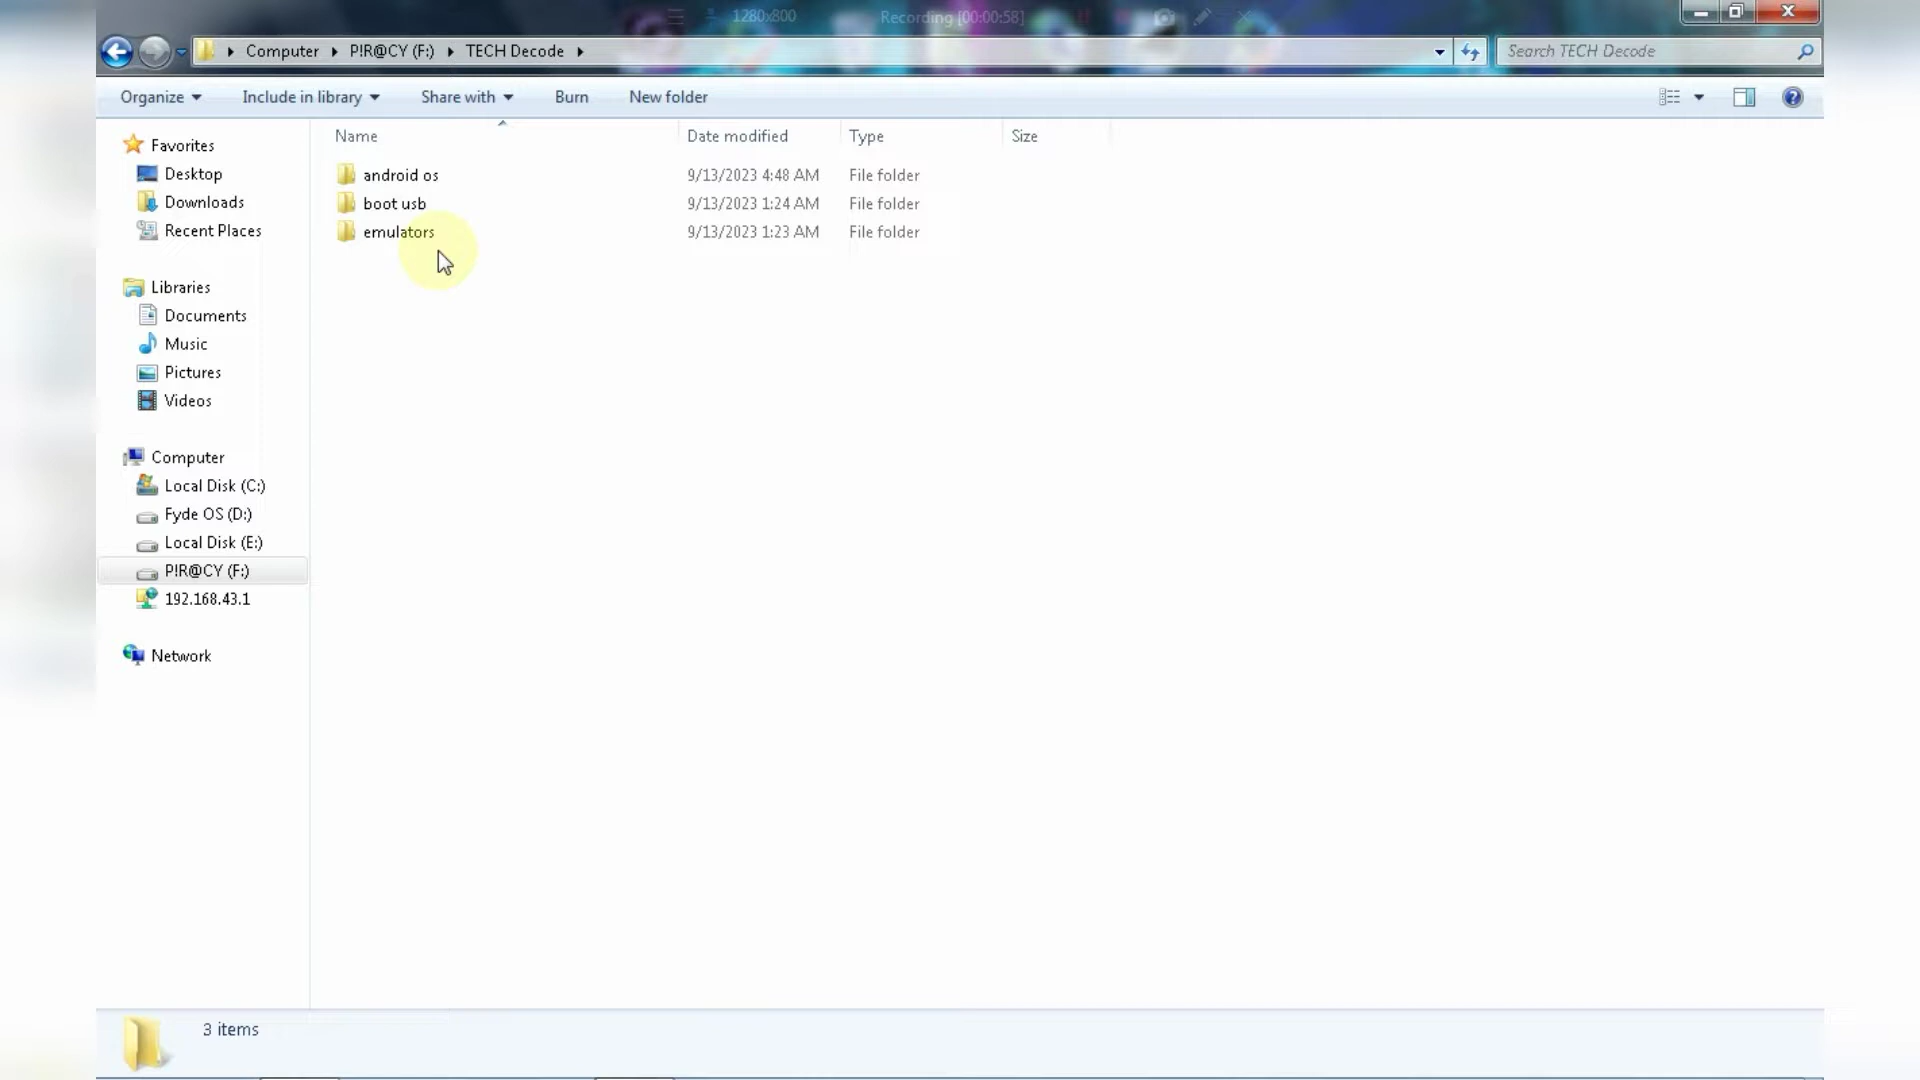 1280x800 Recording [00:00:58]
Computer P!R@CY (F:) TECH Decode Search TECH Decode
Organize Include in library Share with Burn New folder
Name Date modified Type Size
android os 9/13/2023 4:48 AM File folder
boot usb 9/13/2023 1:24 AM File folder
emulators 9/13/2023 1:23 AM File folder
Favorites
Desktop
Downloads
Recent Places
Libraries
Documents
Music
Pictures
Videos
Computer
Local Disk (C:)
Fyde OS (D:)
Local Disk (E:)
P!R@CY (F:)
192.168.43.1
Network
3 items